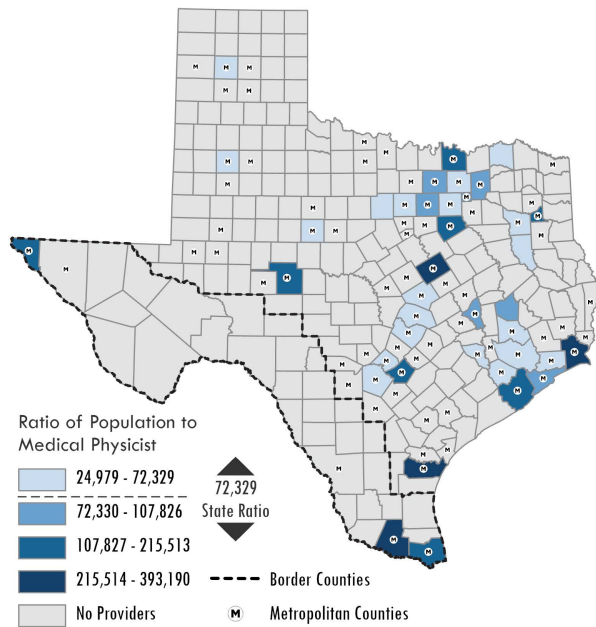 Ratio of Population to
Medical Physicist
24,979 - 72,329
72,330 - 107,826
107,827 - 215,513
215,514 - 393,190
No Providers
72,329
State Ratio
Border Counties
M Metropolitan Counties